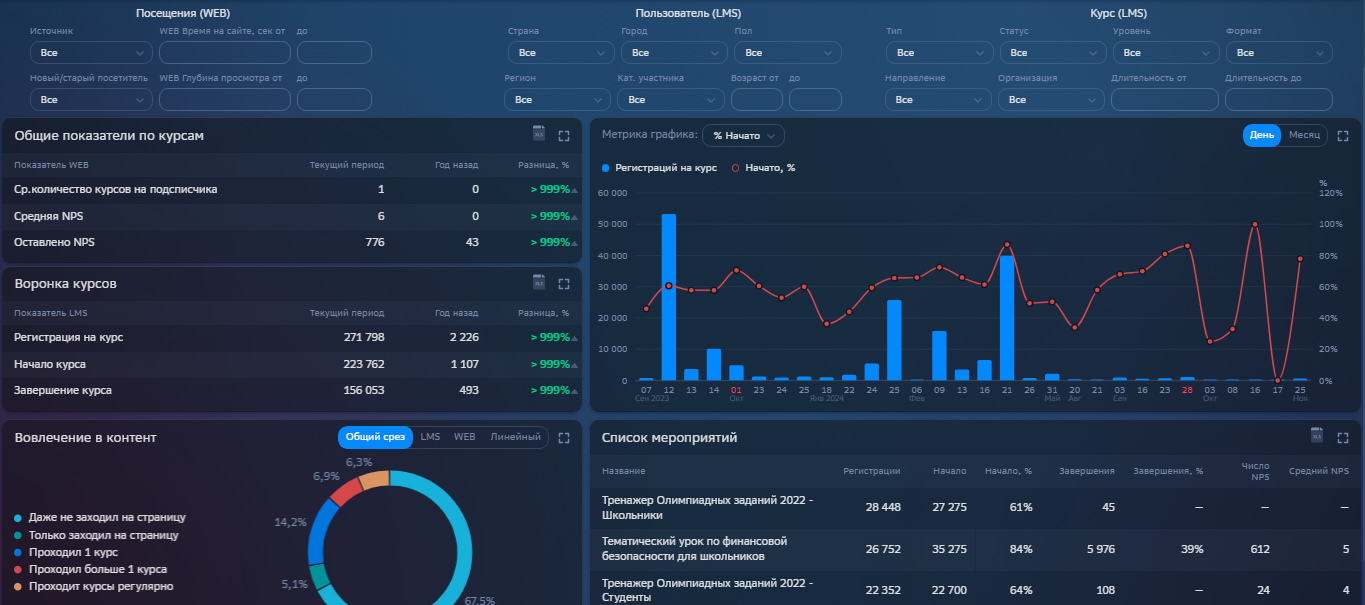 Посещения (WEB)
Пользователь (LMS)
Курс (LMS)
Источник
WEB Время на сайте, сек от
до
Страна
Город
Пол
Тип
Статус
Уровень
Формат
Все
Все
Все
Все
Все
Все
Все
Все
Новый/старый посетитель
WEB Глубина просмотра от
до
Регион
Кат. участника
Возраст от
до
Направление
Организация
Длительность от
Длительность до
Все
Все
Все
Все
Все
Общие показатели по курсам
XLS
Показатель WEB
Текущий период
Год назад
Разница, %
Ср.количество курсов на подсписчика
1
0
> 999%
Средняя NPS
6
0
> 999%
Оставлено NPS
776
43
> 999%
Воронка курсов
XLS
Показатель LMS
Текущий период
Год назад
Разница, %
Регистрация на курс
271 798
2 226
> 999%
Начало курса
223 762
1 107
> 999%
Завершение курса
156 053
493
> 999%
Метрика графика:
% Начато
День
Месяц
Регистраций на курс
Начато, %
60 000
50 000
40 000
30 000
20 000
10 000
0
%
120%
100%
80%
60%
40%
20%
0%
07 12 13 14 01 23 24 25 18 22 24 25 06 09 13 16 21 26 31 20 21 03 16 23 28 03 08 16 17 25
Сен 2023 Окт Янв 2024 Фев Май Авг Сен Окт Ноя
Вовлечение в контент
Общий срез
LMS
WEB
Линейный
Даже не заходил на страницу
Только заходил на страницу
Проходил 1 курс
Проходил больше 1 курса
Проходит курсы регулярно
6,3%
6,9%
14,2%
5,1%
67,5%
Список мероприятий
XLS
Название
Регистрации
Начало
Начало, %
Завершения
Завершения, %
Число
NPS
Средний NPS
Тренажер Олимпиадных заданий 2022 -
Школьники
28 448
27 275
61%
45
—
—
—
Тематический урок по финансовой
безопасности для школьников
26 752
35 275
84%
5 976
39%
612
5
Тренажер Олимпиадных заданий 2022 -
Студенты
22 352
22 700
64%
108
—
24
4